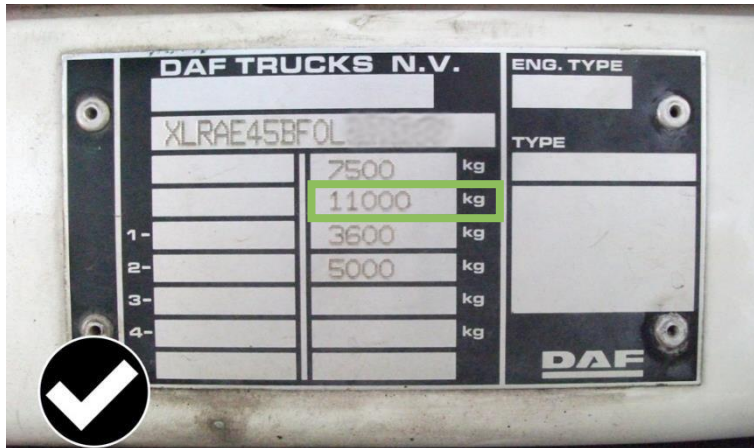 DAF TRUCKS N.V.
ENG. TYPE
XLRAE45BF0L
TYPE
7500 kg
11000 kg
1- 3600 kg
2- 5000 kg
3- kg
4- kg
DAF